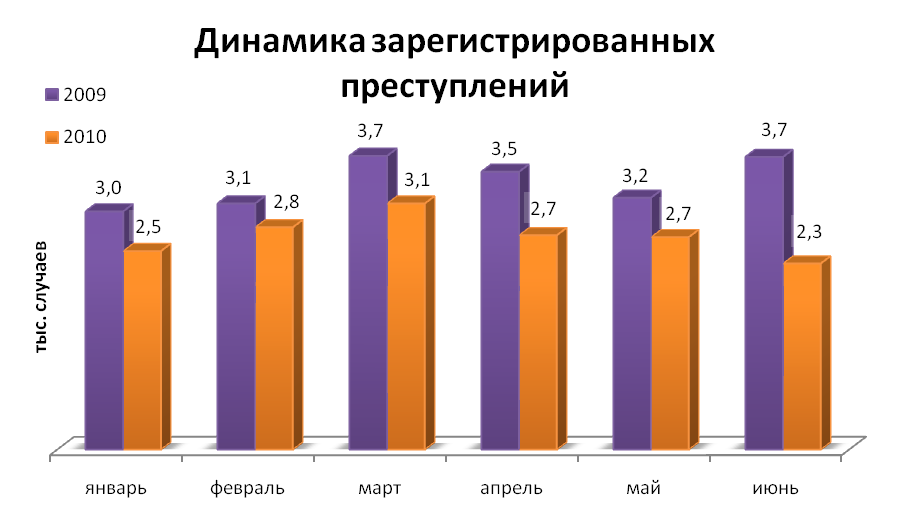 Динамика зарегистрированных
преступлений
2009
2010
тыс. случаев
3,0
2,5
3,1
2,8
3,7
3,1
3,5
2,7
3,2
2,7
3,7
2,3
январь
февраль
март
апрель
май
июнь